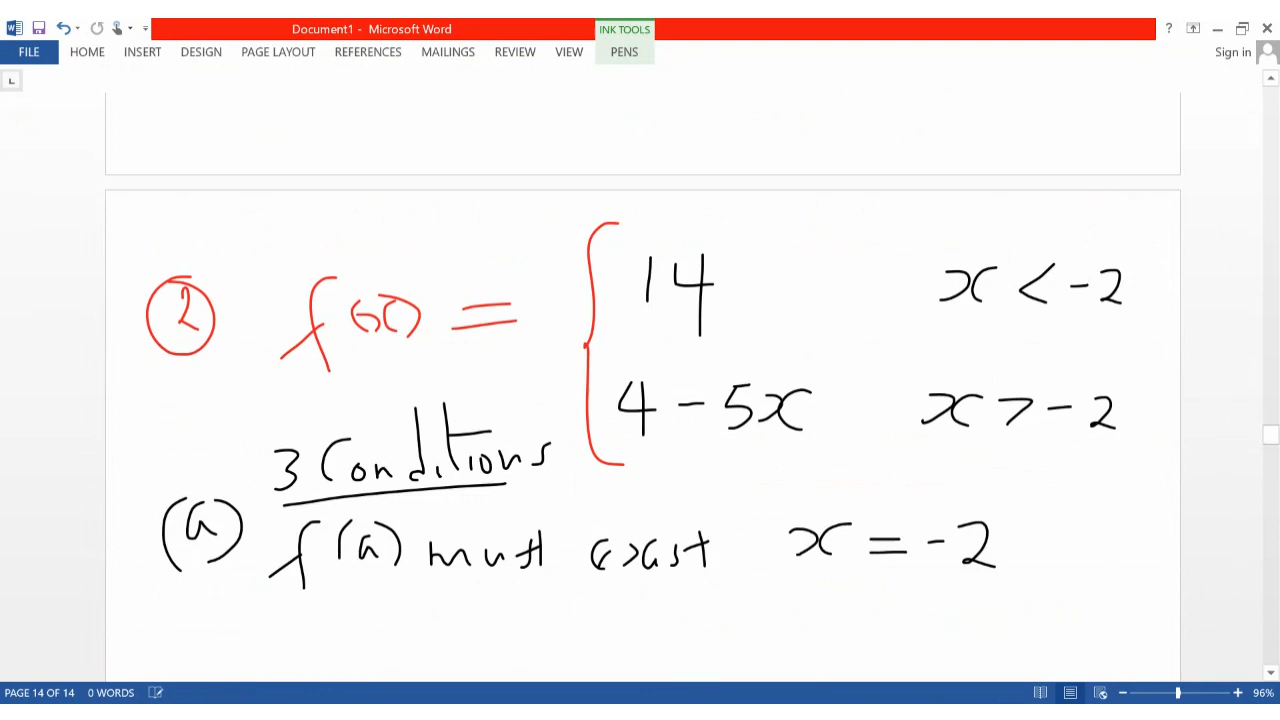 Document1 - Microsoft Word
INK TOOLS
?
FILE HOME INSERT DESIGN PAGE LAYOUT REFERENCES MAILINGS REVIEW VIEW PENS
Sign in
② f(x) = { 14 x < -2
4 - 5x x > -2
3 Conditions
(a) f(a) must exist x = -2
PAGE 14 OF 14 0 WORDS 96%